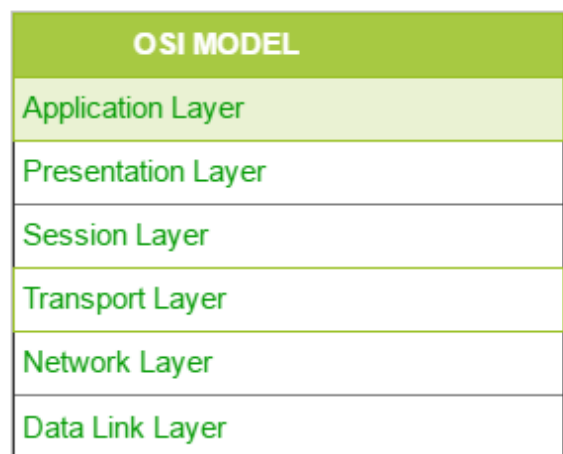 OSI MODEL
Application Layer
Presentation Layer
Session Layer
Transport Layer
Network Layer
Data Link Layer